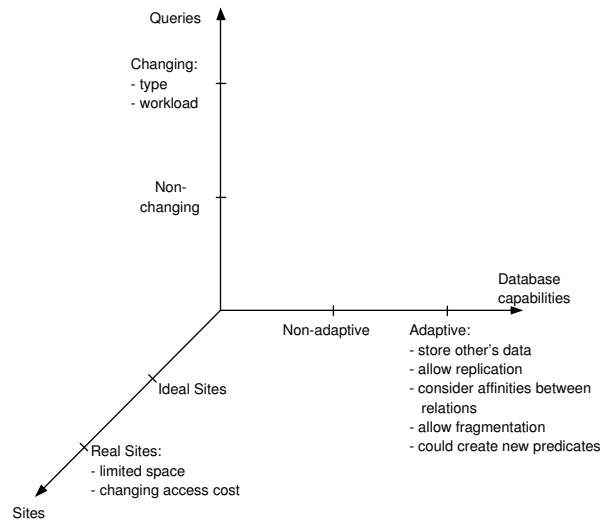 Queries
Changing:
- type
- workload
Non-
changing
Database
capabilities
Non-adaptive
Adaptive:
- store other's data
- allow replication
- consider affinities between
relations
- allow fragmentation
- could create new predicates
Ideal Sites
Real Sites:
- limited space
- changing access cost
Sites